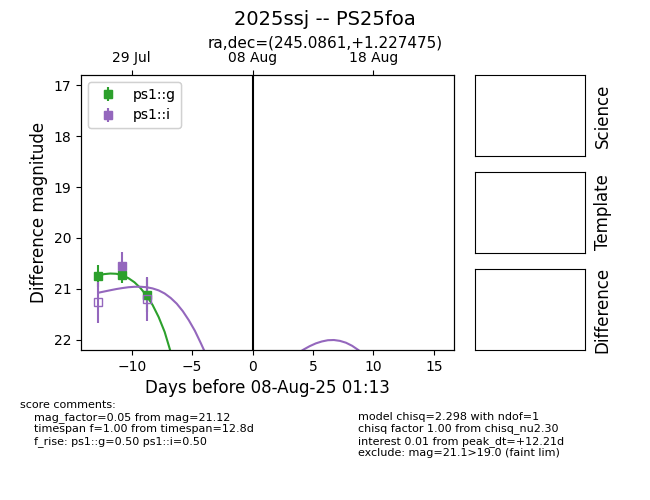 2025ssj -- PS25foa
ra,dec=(245.0861,+1.227475)
29 Jul 08 Aug 18 Aug
ps1::g
ps1::i
17
18
19
20
21
22
Difference magnitude
−10 −5 0 5 10 15
Days before 08-Aug-25 01:13
Science
Template
Difference
score comments:
mag_factor=0.05 from mag=21.12
timespan f=1.00 from timespan=12.8d
f_rise: ps1::g=0.50 ps1::i=0.50
model chisq=2.298 with ndof=1
chisq factor 1.00 from chisq_nu2.30
interest 0.01 from peak_dt=+12.21d
exclude: mag=21.1>19.0 (faint lim)